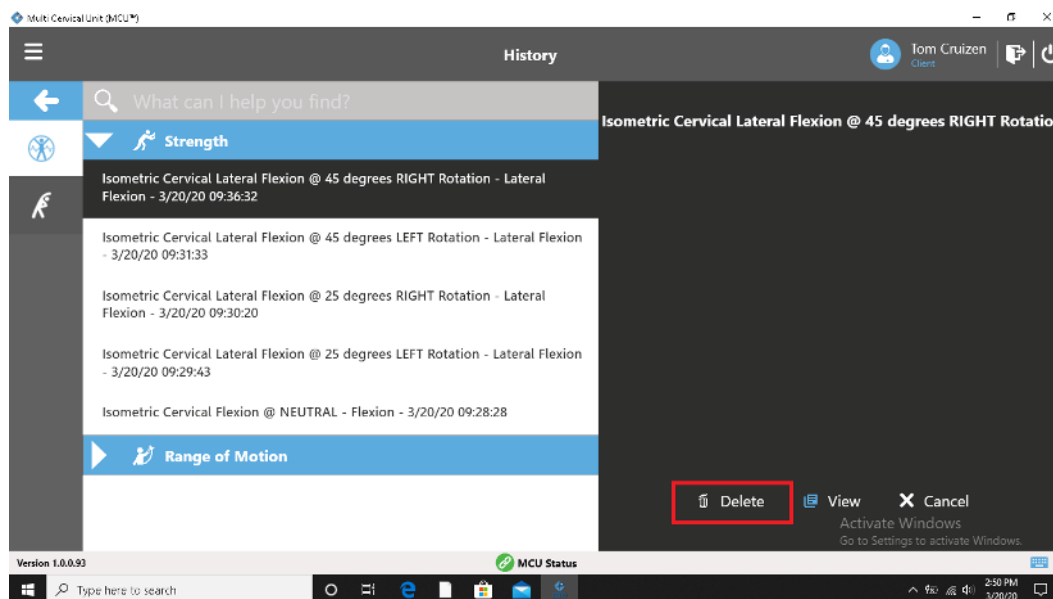 Multi Cervical Unit (MCU™)
History
Tom Cruizen
Client
What can I help you find?
Strength
Isometric Cervical Lateral Flexion @ 45 degrees RIGHT Rotation - Lateral
Flexion - 3/20/20 09:36:32
Isometric Cervical Lateral Flexion @ 45 degrees LEFT Rotation - Lateral Flexion
- 3/20/20 09:31:33
Isometric Cervical Lateral Flexion @ 25 degrees RIGHT Rotation - Lateral
Flexion - 3/20/20 09:30:20
Isometric Cervical Lateral Flexion @ 25 degrees LEFT Rotation - Lateral Flexion
- 3/20/20 09:29:43
Isometric Cervical Flexion @ NEUTRAL - Flexion - 3/20/20 09:28:28
Range of Motion
Isometric Cervical Lateral Flexion @ 45 degrees RIGHT Rotatio
Delete
View
Cancel
Activate Windows
Go to Settings to activate Windows.
Version 1.0.0.93
MCU Status
Type here to search
2:50 PM
3/20/20